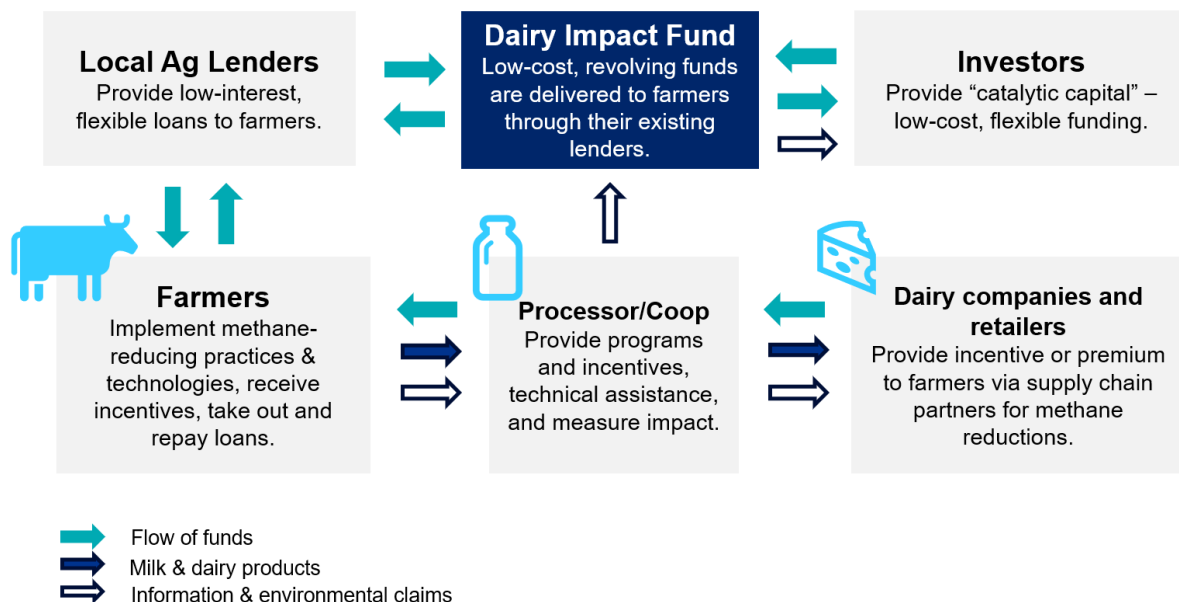 Local Ag Lenders
Provide low-interest,
flexible loans to farmers.
Dairy Impact Fund
Low-cost, revolving funds
are delivered to farmers
through their existing
lenders.
Investors
Provide “catalytic capital” –
low-cost, flexible funding.
Farmers
Implement methane-
reducing practices &
technologies, receive
incentives, take out and
repay loans.
Processor/Coop
Provide programs
and incentives,
technical assistance,
and measure impact.
Dairy companies and
retailers
Provide incentive or premium
to farmers via supply chain
partners for methane
reductions.
Flow of funds
Milk & dairy products
Information & environmental claims